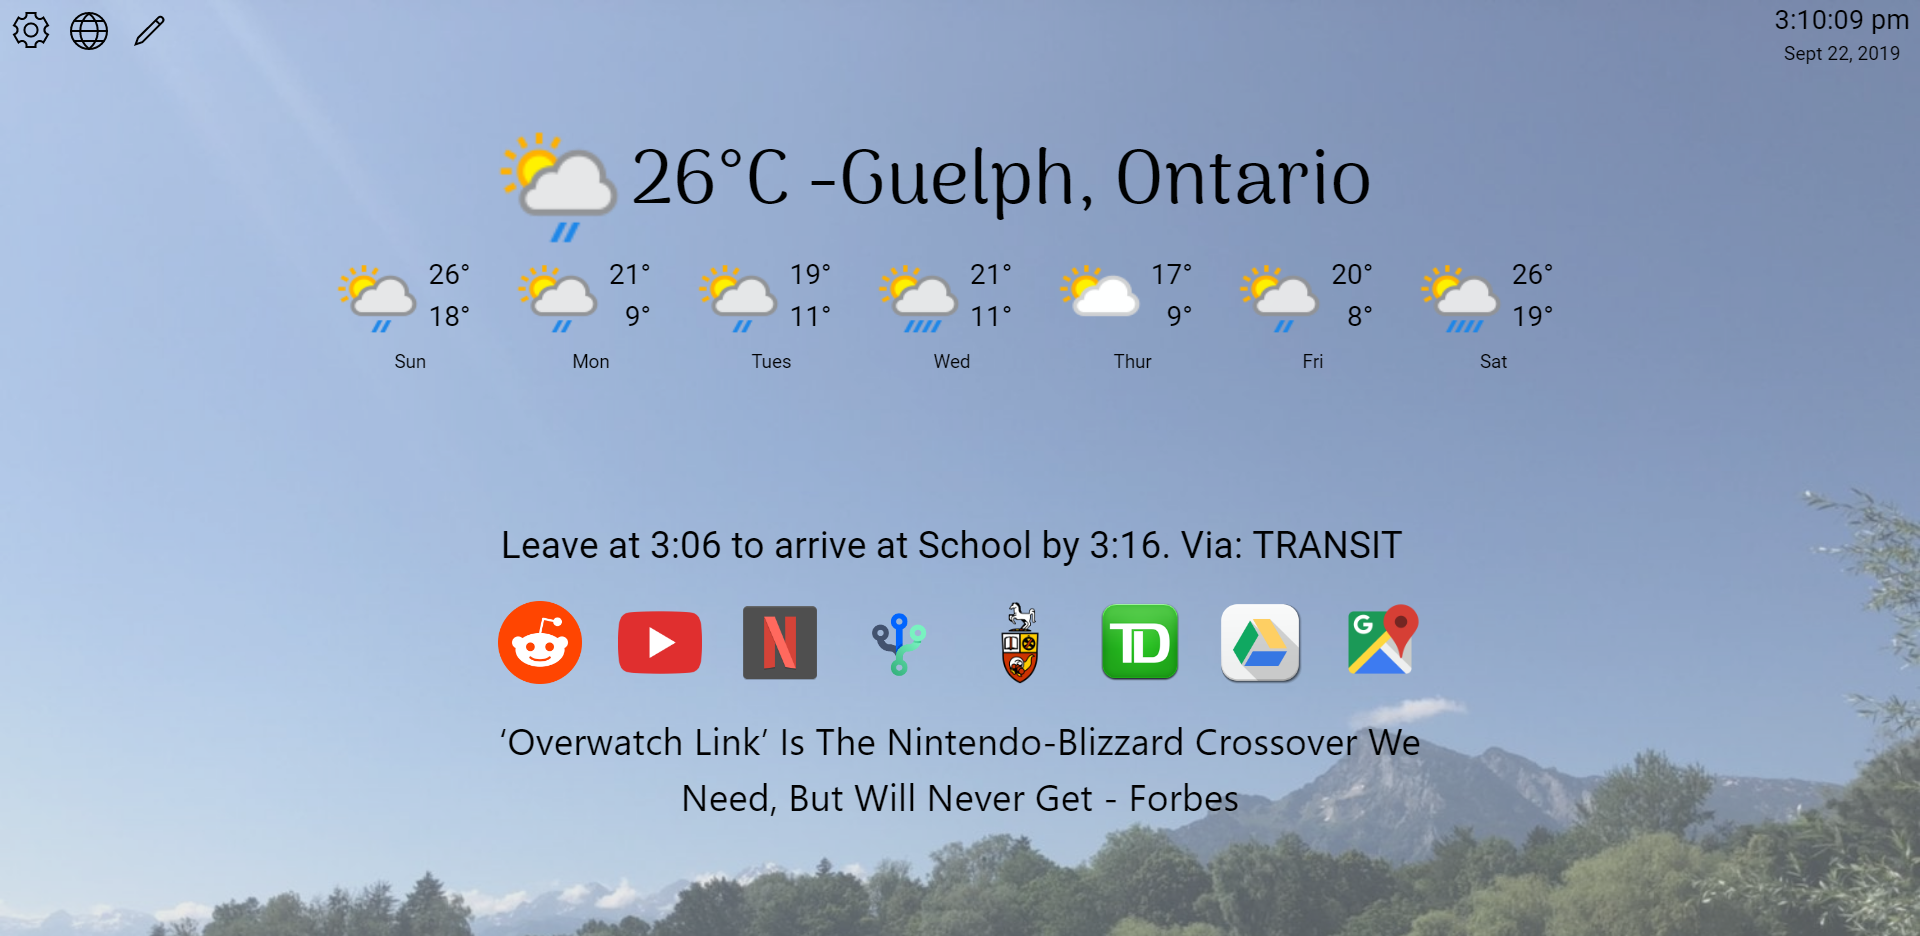 3:10:09 pm
Sept 22, 2019
26°C -Guelph, Ontario
26° 21° 19° 21° 17° 20° 26°
18° 9° 11° 11° 9° 8° 19°
Sun Mon Tues Wed Thur Fri Sat
Leave at 3:06 to arrive at School by 3:16. Via: TRANSIT
N TD G
‘Overwatch Link’ Is The Nintendo-Blizzard Crossover We
Need, But Will Never Get - Forbes